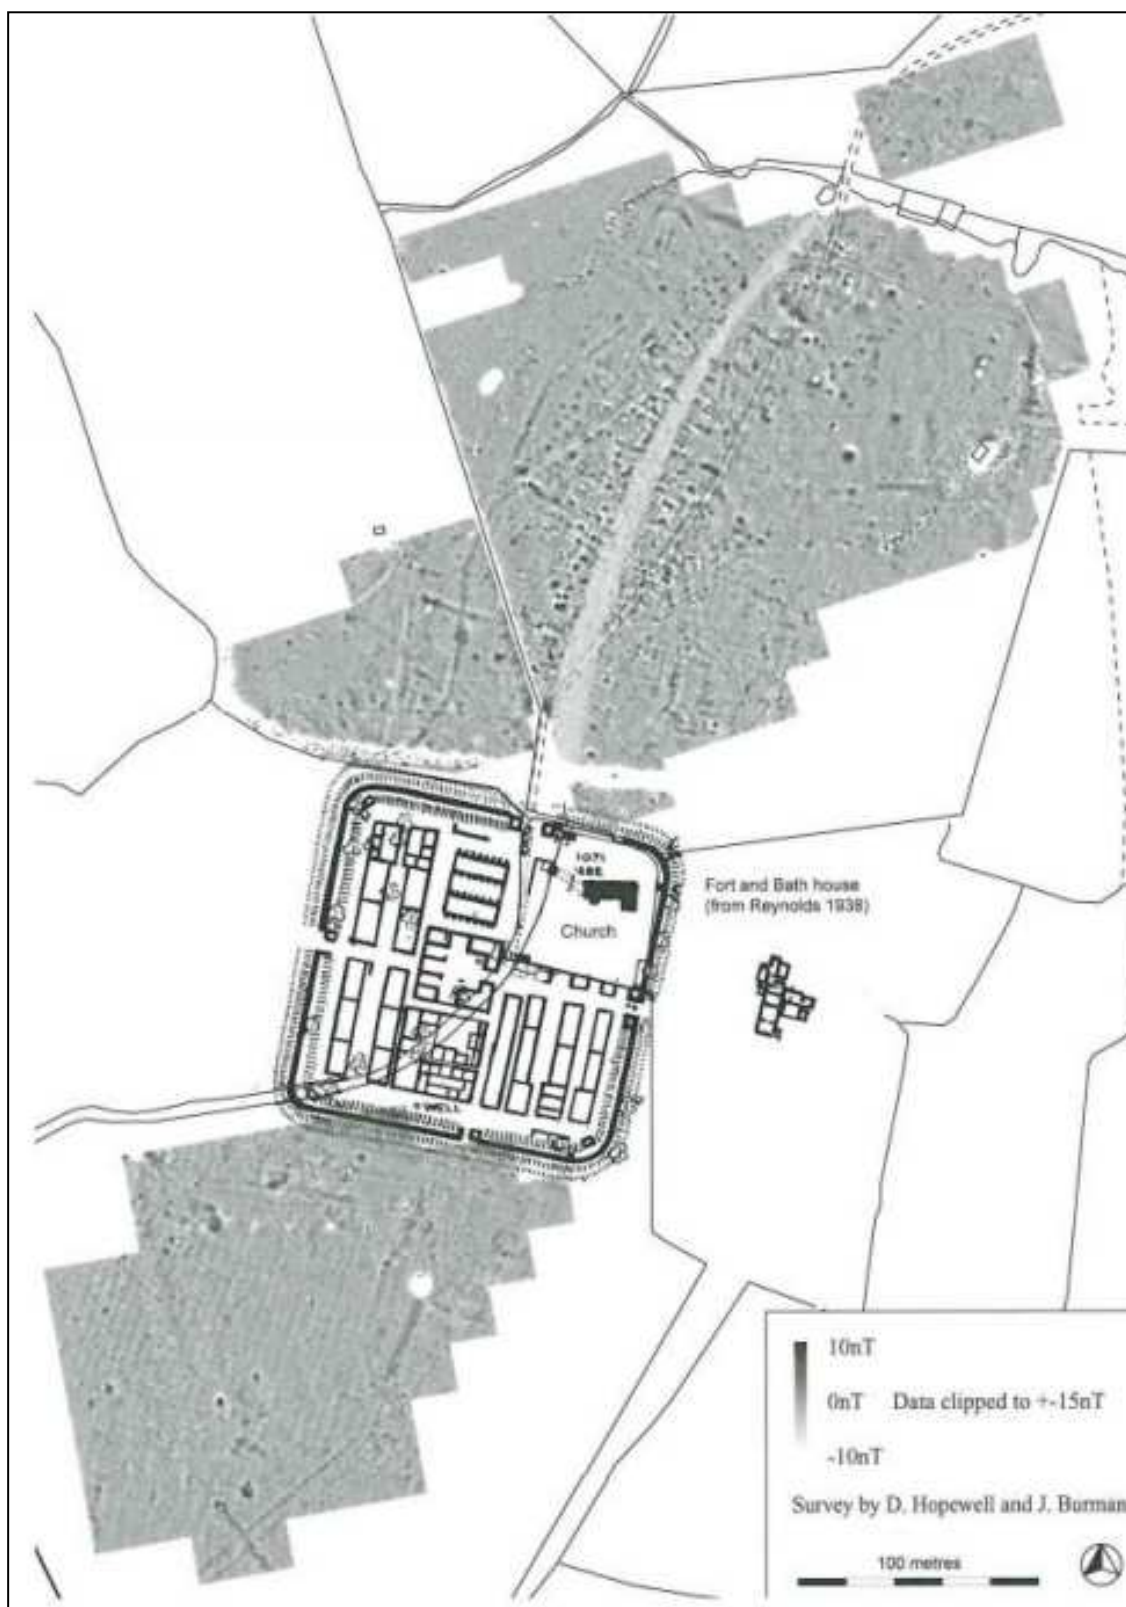 Church
Fort and Bath house
(from Reynolds 1938)
WELL
10nT
0nT Data clipped to +-15nT
-10nT
Survey by D. Hopewell and J. Burman
100 metres